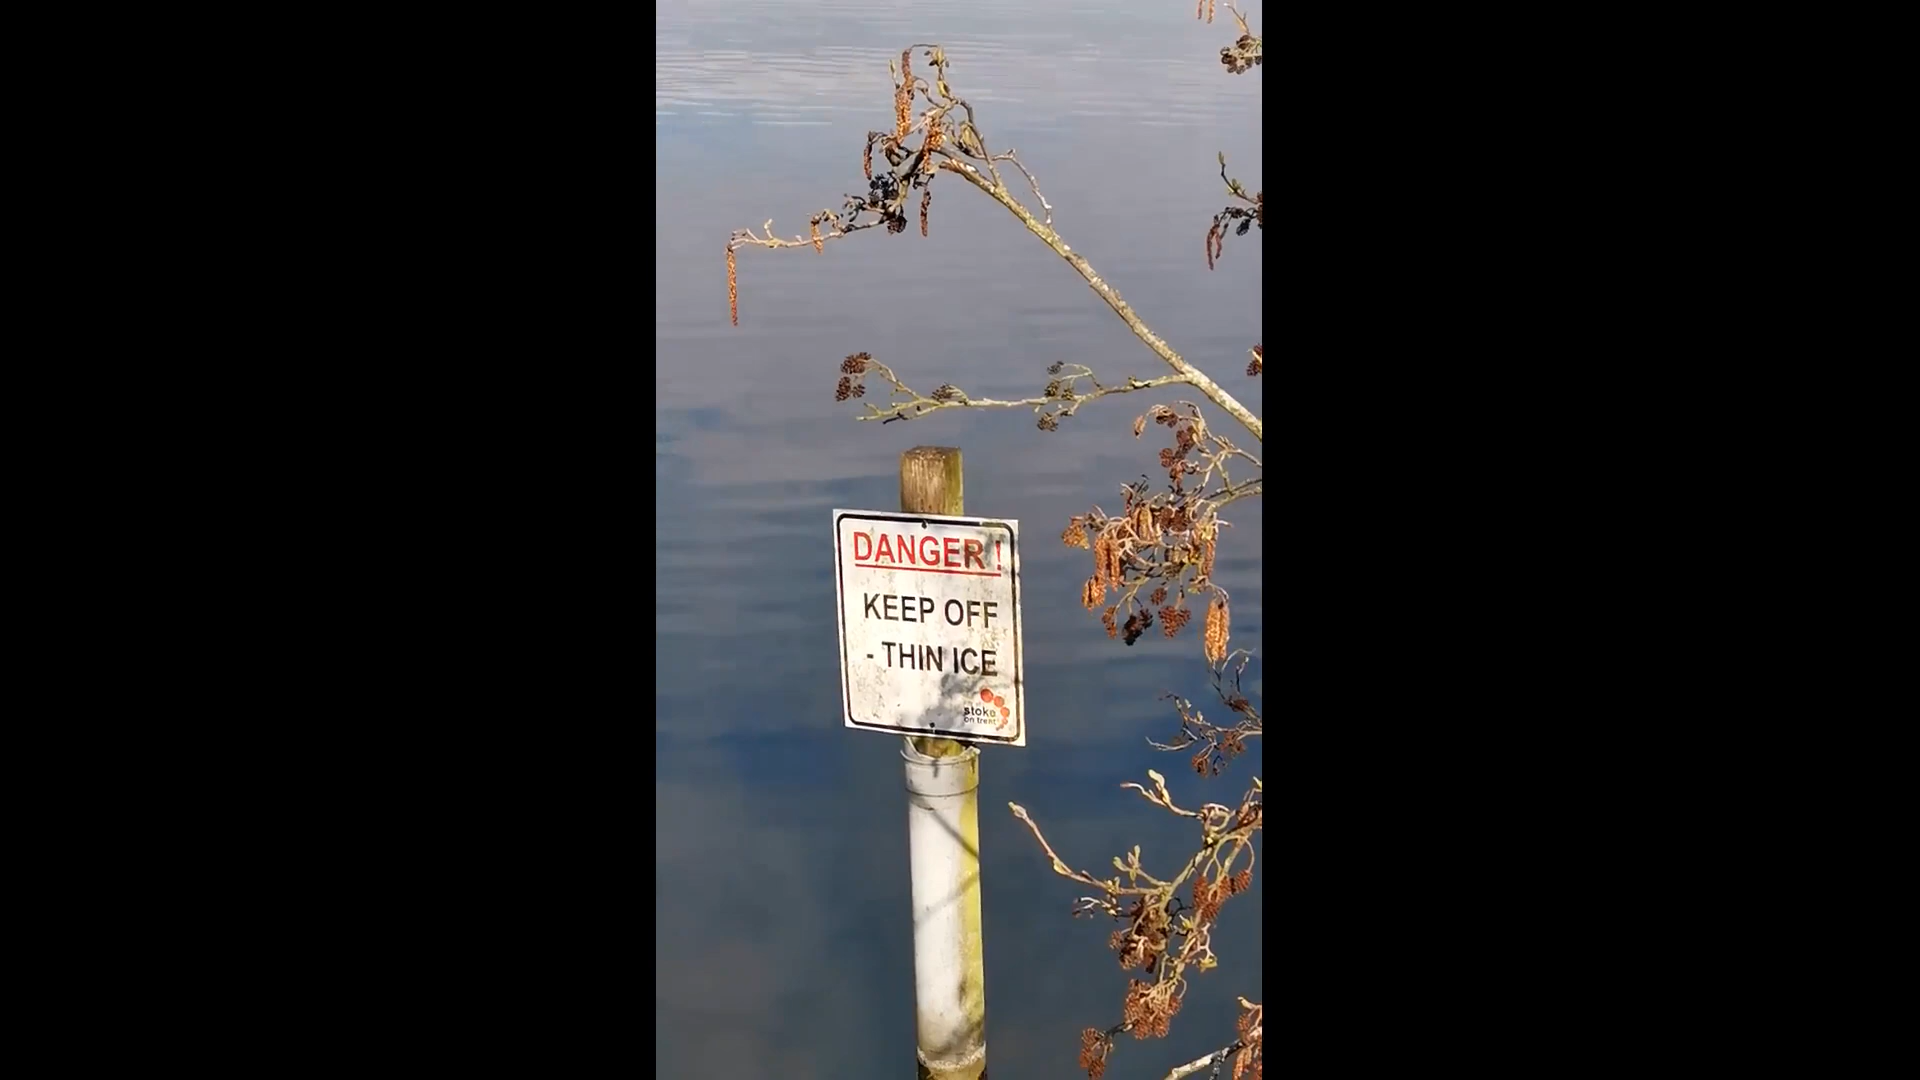 DANGER!
KEEP OFF
- THIN ICE
stoke
on trent